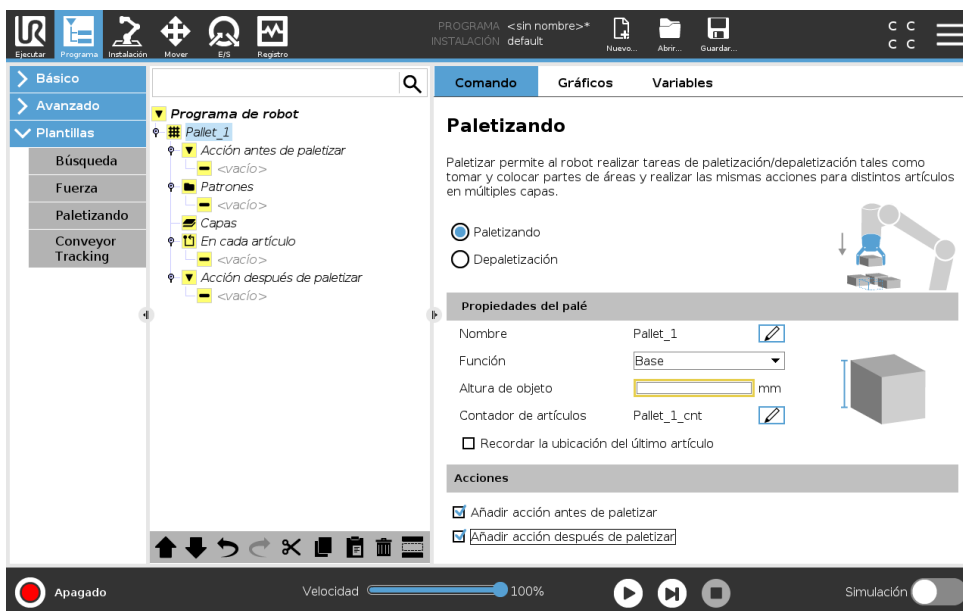 UR
PROGRAMA <sin nombre>*
INSTALACIÓN default
Ejecutar Programa Instalación Mover E/S Registro
Nuevo... Abrir... Guardar...
C C
C C
Básico
Avanzado
Plantillas
Búsqueda
Fuerza
Paletizando
Conveyor
Tracking
Programa de robot
Pallet_1
Acción antes de paletizar
<vacío>
Patrones
<vacío>
Capas
En cada artículo
<vacío>
Acción después de paletizar
<vacío>
Comando Gráficos Variables
Paletizando
Paletizar permite al robot realizar tareas de paletización/depaletización tales como
tomar y colocar partes de áreas y realizar las mismas acciones para distintos artículos
en múltiples capas.
Paletizando
Depaletización
Propiedades del palé
Nombre Pallet_1
Función Base
Altura de objeto mm
Contador de artículos Pallet_1_cnt
Recordar la ubicación del último artículo
Acciones
Añadir acción antes de paletizar
Añadir acción después de paletizar
Apagado
Velocidad 100%
Simulación